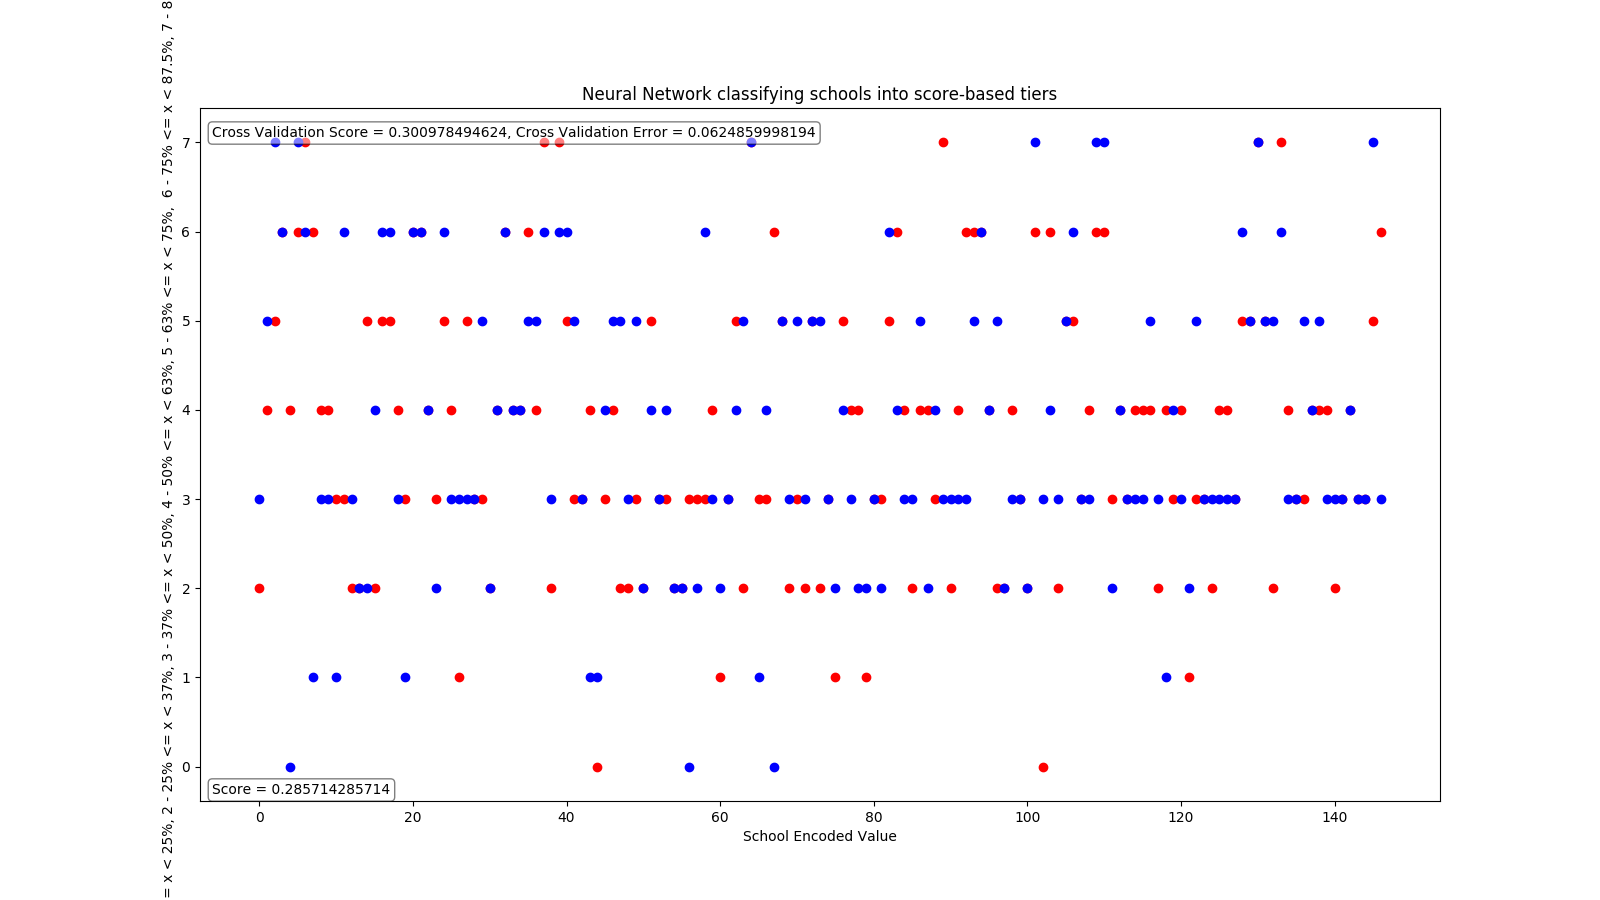 Neural Network classifying schools into score-based tiers
Cross Validation Score = 0.300978494624, Cross Validation Error = 0.0624859998194
7
6
5
4
3
2
1
0
= x < 25%, 2 - 25% <= x < 37%, 3 - 37% <= x < 50%, 4 - 50% <= x < 63%, 5 - 63% <= x < 75%,  6 - 75% <= x < 87.5%, 7 - 8
Score = 0.285714285714
0 20 40 60 80 100 120 140
School Encoded Value